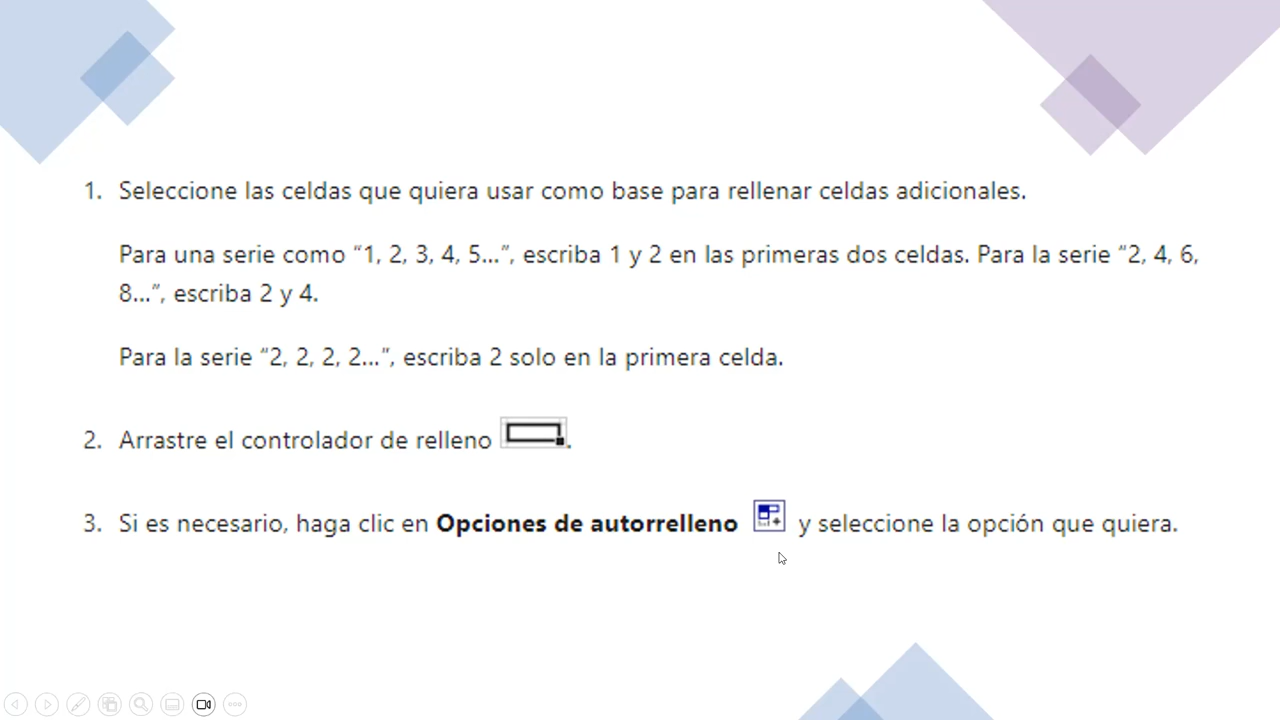 1. Seleccione las celdas que quiera usar como base para rellenar celdas adicionales.
Para una serie como “1, 2, 3, 4, 5...”, escriba 1 y 2 en las primeras dos celdas. Para la serie “2, 4, 6,
8...”, escriba 2 y 4.
Para la serie “2, 2, 2, 2...”, escriba 2 solo en la primera celda.
2. Arrastre el controlador de relleno .
3. Si es necesario, haga clic en Opciones de autorrelleno y seleccione la opción que quiera.